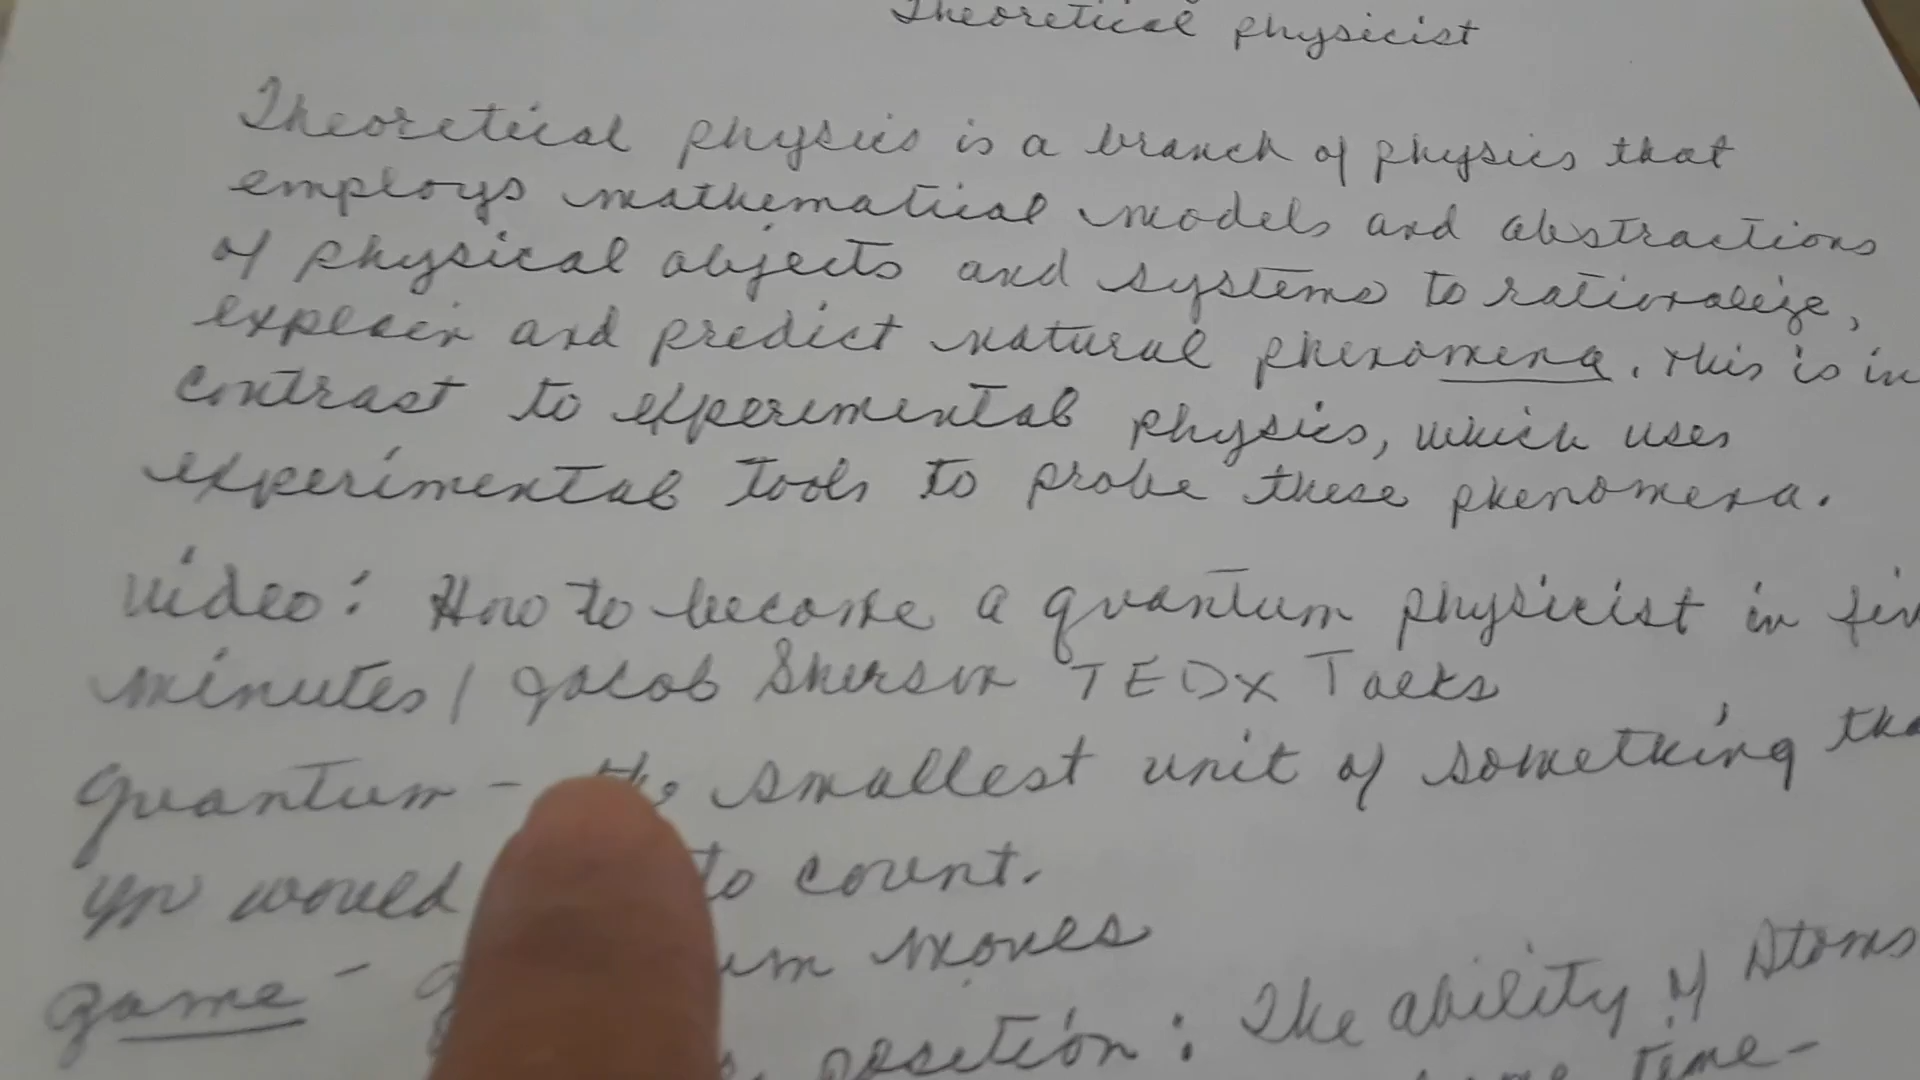 Theoretical physicist
Theoretical physics is a branch of physics that
employs mathematical models and abstractions
of physical objects and systems to rationalize,
explain and predict natural phenomena. This is in
contrast to experimental physics, which uses
experimental tools to probe these phenomena.
Video: How to become a quantum physicist in
minutes / Jacob Sherson TEDX Talks
Quantum - the smallest unit of something
you would to count.
game - moves
position: The ability of Atoms
time-